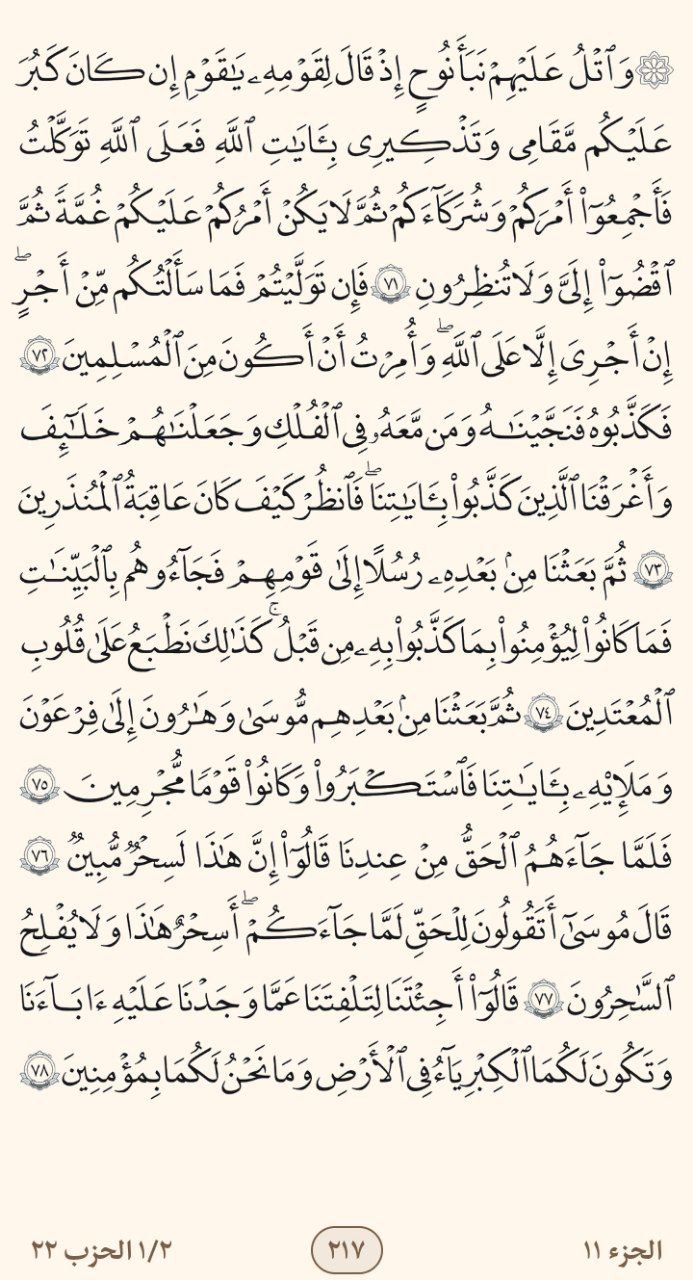 ۞ وَٱتۡلُ عَلَيۡهِمۡ نَبَأَ نُوحٍ إِذۡ قَالَ لِقَوۡمِهِۦ يَٰقَوۡمِ إِن كَانَ كَبُرَ
عَلَيۡكُم مَّقَامِي وَتَذۡكِيرِي بِـَٔايَٰتِ ٱللَّهِ فَعَلَى ٱللَّهِ تَوَكَّلۡتُ
فَأَجۡمِعُوٓاْ أَمۡرَكُمۡ وَشُرَكَآءَكُمۡ ثُمَّ لَا يَكُنۡ أَمۡرُكُمۡ عَلَيۡكُمۡ غُمَّةٗ ثُمَّ
ٱقۡضُوٓاْ إِلَيَّ وَلَا تُنظِرُونِ ٧١ فَإِن تَوَلَّيۡتُمۡ فَمَا سَأَلۡتُكُم مِّنۡ أَجۡرٍۖ
إِنۡ أَجۡرِيَ إِلَّا عَلَى ٱللَّهِۖ وَأُمِرۡتُ أَنۡ أَكُونَ مِنَ ٱلۡمُسۡلِمِينَ ٧٢
فَكَذَّبُوهُ فَنَجَّيۡنَٰهُ وَمَن مَّعَهُۥ فِي ٱلۡفُلۡكِ وَجَعَلۡنَٰهُمۡ خَلَٰٓئِفَ
وَأَغۡرَقۡنَا ٱلَّذِينَ كَذَّبُواْ بِـَٔايَٰتِنَاۖ فَٱنظُرۡ كَيۡفَ كَانَ عَٰقِبَةُ ٱلۡمُنذَرِينَ
٧٣ ثُمَّ بَعَثۡنَا مِنۢ بَعۡدِهِۦ رُسُلًا إِلَىٰ قَوۡمِهِمۡ فَجَآءُوهُم بِٱلۡبَيِّنَٰتِ
فَمَا كَانُواْ لِيُؤۡمِنُواْ بِمَا كَذَّبُواْ بِهِۦ مِن قَبۡلُۚ كَذَٰلِكَ نَطۡبَعُ عَلَىٰ قُلُوبِ
ٱلۡمُعۡتَدِينَ ٧٤ ثُمَّ بَعَثۡنَا مِنۢ بَعۡدِهِم مُّوسَىٰ وَهَٰرُونَ إِلَىٰ فِرۡعَوۡنَ
وَمَلَإِيْهِۦ بِـَٔايَٰتِنَا فَٱسۡتَكۡبَرُواْ وَكَانُواْ قَوۡمٗا مُّجۡرِمِينَ ٧٥
فَلَمَّا جَآءَهُمُ ٱلۡحَقُّ مِنۡ عِندِنَا قَالُوٓاْ إِنَّ هَٰذَا لَسِحۡرٞ مُّبِينٞ ٧٦
قَالَ مُوسَىٰٓ أَتَقُولُونَ لِلۡحَقِّ لَمَّا جَآءَكُمۡۖ أَسِحۡرٌ هَٰذَا وَلَا يُفۡلِحُ
ٱلسَّٰحِرُونَ ٧٧ قَالُوٓاْ أَجِئۡتَنَا لِتَلۡفِتَنَا عَمَّا وَجَدۡنَا عَلَيۡهِ ءَابَآءَنَا
وَتَكُونَ لَكُمَا ٱلۡكِبۡرِيَآءُ فِي ٱلۡأَرۡضِ وَمَا نَحۡنُ لَكُمَا بِمُؤۡمِنِينَ ٧٨
الجزء ١١ ٢١٧ ١/٢ الحزب ٢٢